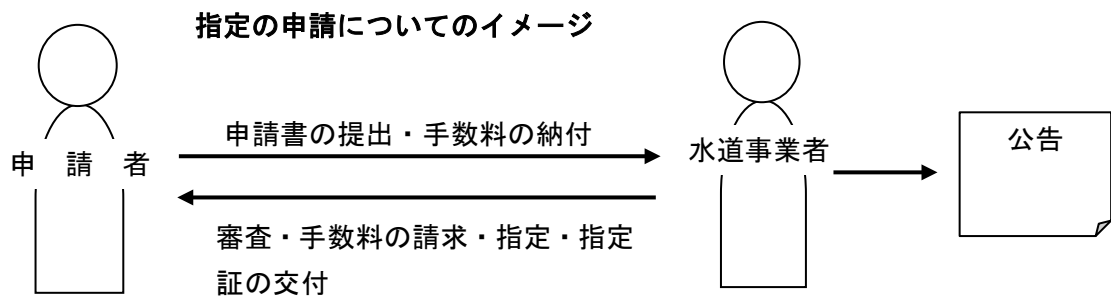 指定の申請についてのイメージ
申請書の提出・手数料の納付
申　請　者
水道事業者
公告
審査・手数料の請求・指定・指定
証の交付